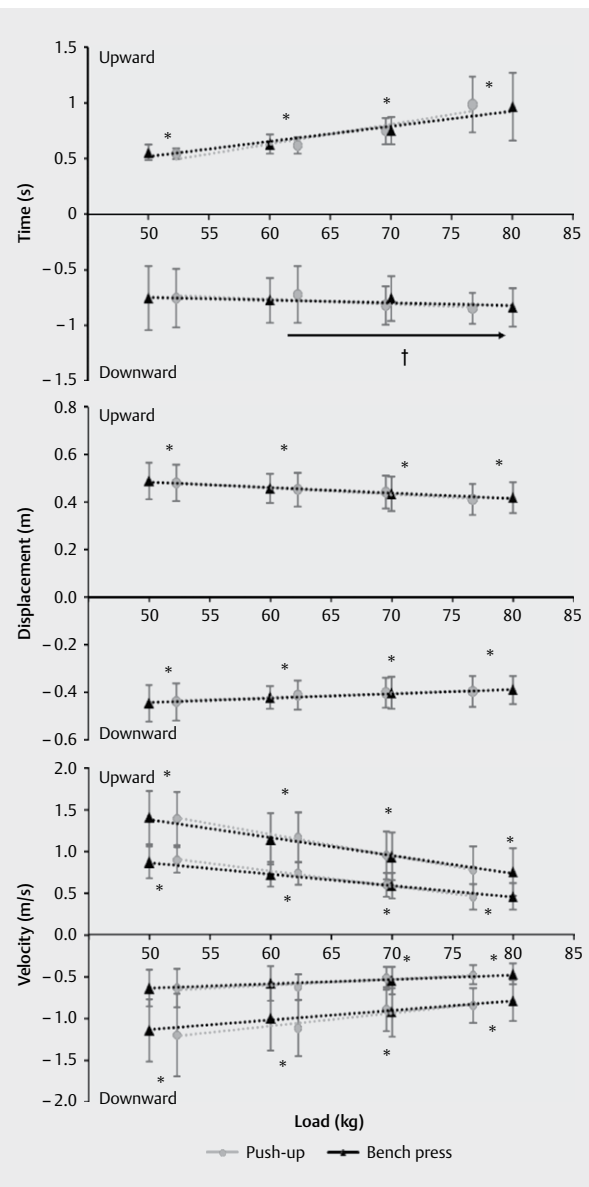 1.5
Upward
1
* * * *
0.5
Time (s)
0
50 55 60 65 70 75 80 85
– 0.5
– 1
†
– 1.5
Downward
0.8
Upward
0.6
* * * *
0.4
0.2
Displacement (m)
0.0
50 55 60 65 70 75 80 85
– 0.2
* * * *
– 0.4
– 0.6
Downward
2.0
Upward
* * * *
1.5
1.0
0.5
* * * *
Velocity (m/s)
0.0
50 55 60 65 70 75 80 85
* *
– 0.5
– 1.0
* * * *
– 1.5
– 2.0
Downward
Load (kg)
Push-up Bench press